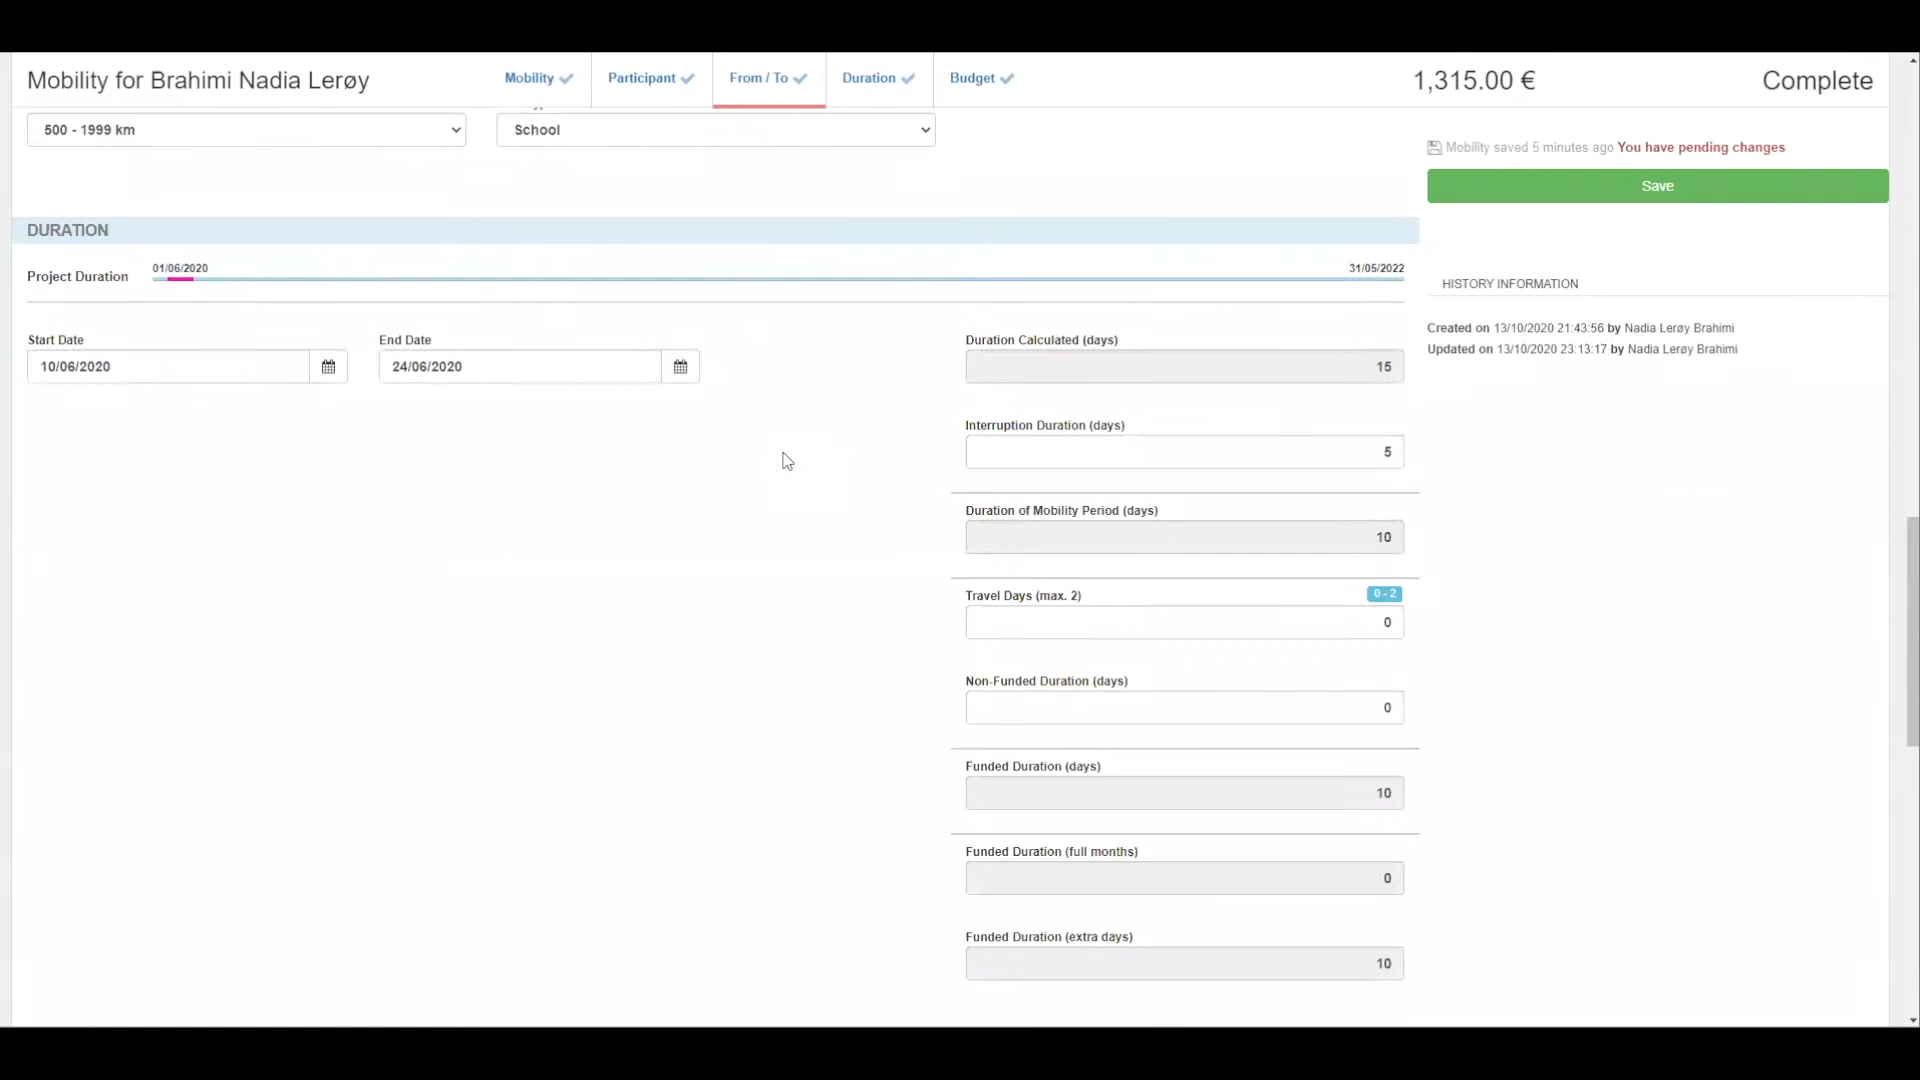 Mobility for Brahimi Nadia Lerøy
Mobility
Participant
From / To
Duration
Budget
1,315.00 €
Complete
500 - 1999 km
School
Mobility saved 5 minutes ago You have pending changes
Save
DURATION
Project Duration
01/06/2020
31/05/2022
HISTORY INFORMATION
Created on 13/10/2020 21:43:56 by Nadia Lerøy Brahimi
Updated on 13/10/2020 23:13:17 by Nadia Lerøy Brahimi
Start Date
10/06/2020
End Date
24/06/2020
Duration Calculated (days)
15
Interruption Duration (days)
5
Duration of Mobility Period (days)
10
Travel Days (max. 2)
0 - 2
0
Non-Funded Duration (days)
0
Funded Duration (days)
10
Funded Duration (full months)
0
Funded Duration (extra days)
10